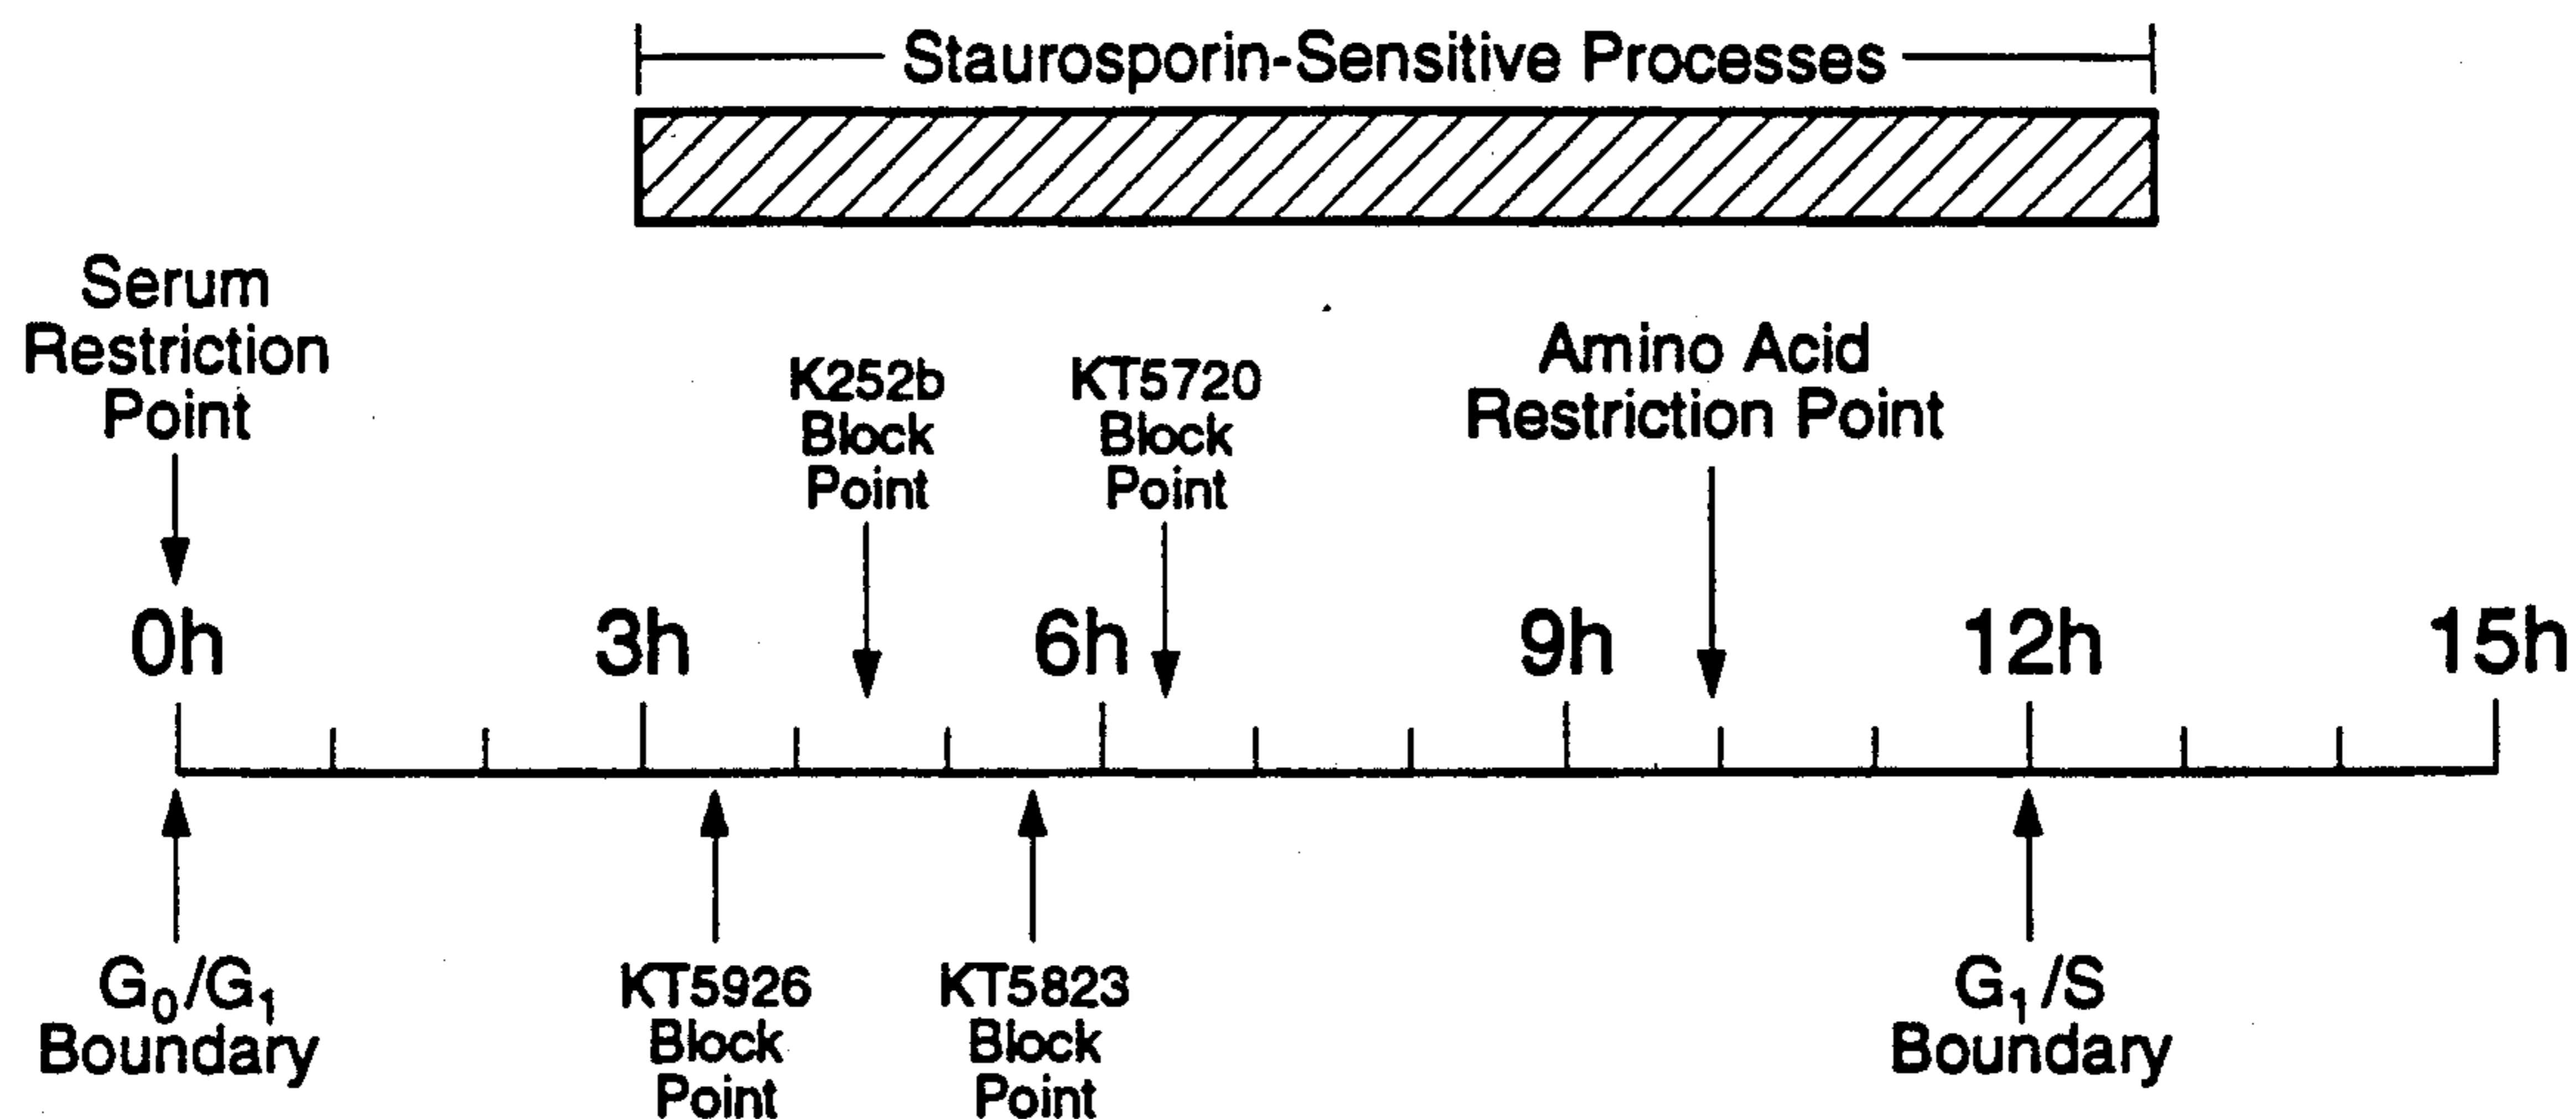 Staurosporin-Sensitive Processes
Serum
Restriction
Point
K252b
Block
Point
KT5720
Block
Point
Amino Acid
Restriction Point
0h
3h
6h
9h
12h
15h
G₀/G₁
Boundary
KT5926
Block
Point
KT5823
Block
Point
G₁/S
Boundary